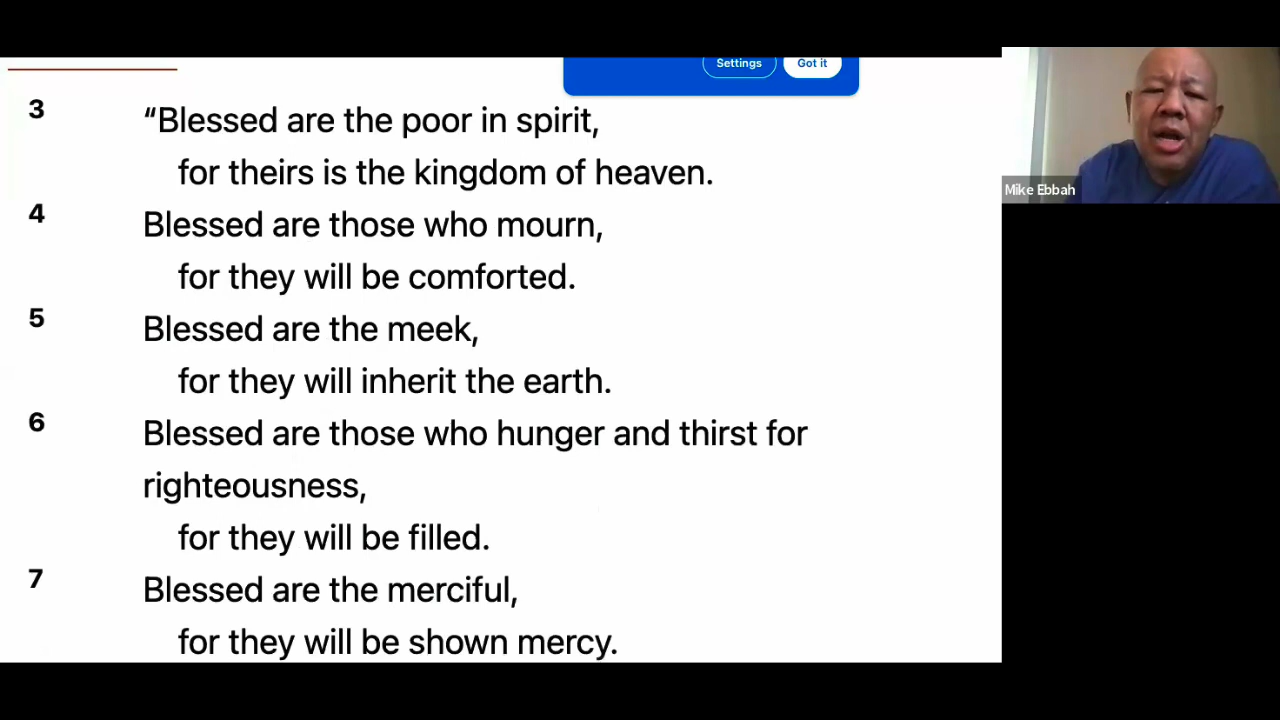 Settings Got it
3 “Blessed are the poor in spirit,
for theirs is the kingdom of heaven.
4 Blessed are those who mourn,
for they will be comforted.
5 Blessed are the meek,
for they will inherit the earth.
6 Blessed are those who hunger and thirst for
righteousness,
for they will be filled.
7 Blessed are the merciful,
for they will be shown mercy.
Mike Ebbah